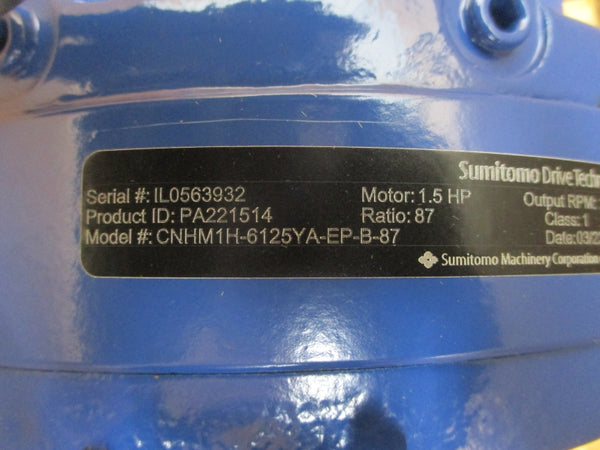 Sumitomo Drive
Serial #: IL0563932 Motor: 1.5 HP Output RPM:
Product ID: PA221514 Ratio: 87 Class: 1
Model #: CNHM1H-6125YA-EP-B-87 Date:
Sumitomo Machinery Corporation